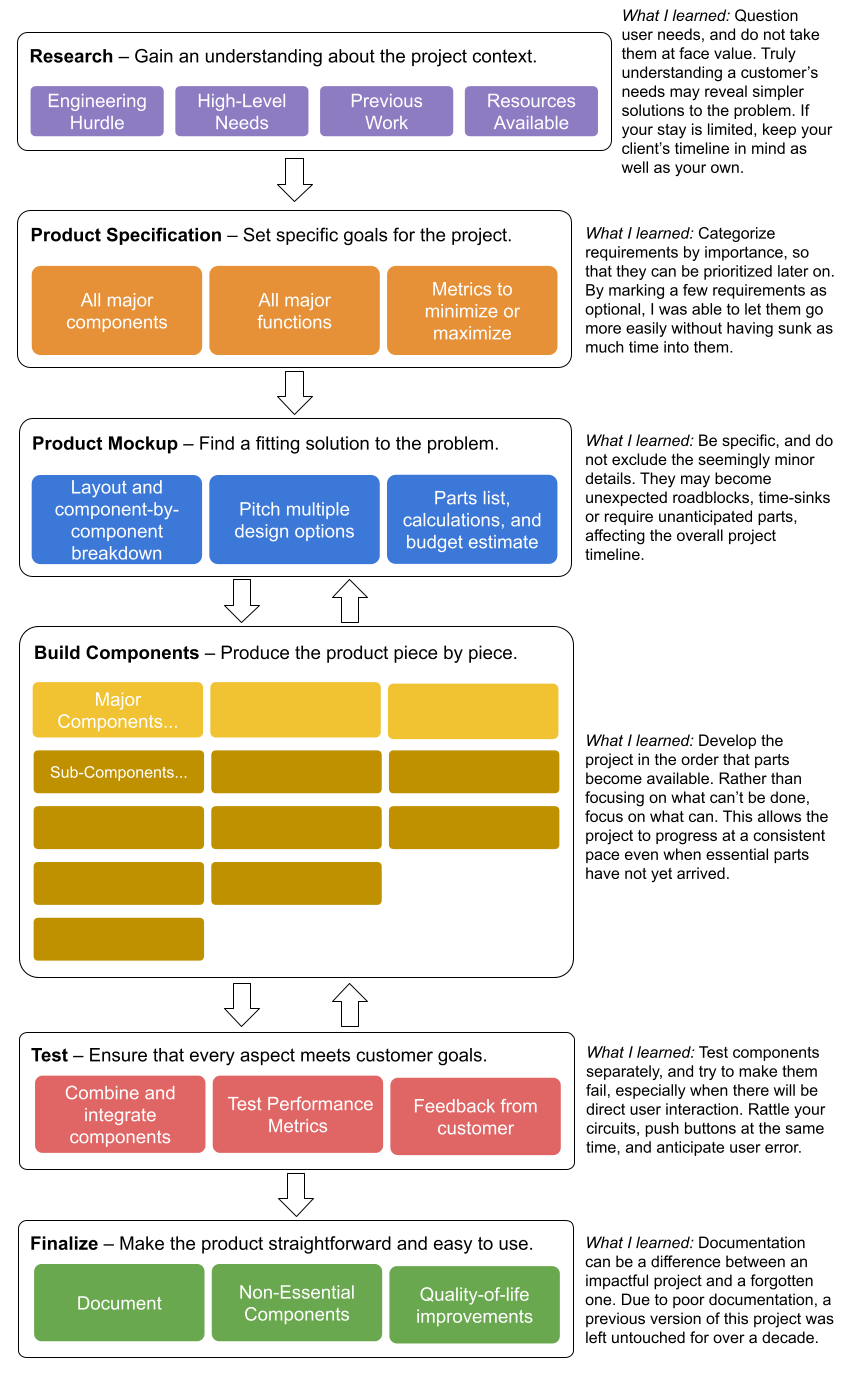 Research – Gain an understanding about the project context.
Engineering
Hurdle
High-Level
Needs
Previous
Work
Resources
Available
What I learned: Question
user needs, and do not take
them at face value. Truly
understanding a customer’s
needs may reveal simpler
solutions to the problem. If
your stay is limited, keep your
client’s timeline in mind as
well as your own.
Product Specification – Set specific goals for the project.
All major
components
All major
functions
Metrics to
minimize or
maximize
What I learned: Categorize
requirements by importance, so
that they can be prioritized later on.
By marking a few requirements as
optional, I was able to let them go
more easily without having sunk as
much time into them.
Product Mockup – Find a fitting solution to the problem.
Layout and
component-by-
component
breakdown
Pitch multiple
design options
Parts list,
calculations, and
budget estimate
What I learned: Be specific, and do
not exclude the seemingly minor
details. They may become
unexpected roadblocks, time-sinks
or require unanticipated parts,
affecting the overall project
timeline.
Build Components – Produce the product piece by piece.
Major
Components...
Sub-Components...
What I learned: Develop the
project in the order that parts
become available. Rather than
focusing on what can’t be done,
focus on what can. This allows the
project to progress at a consistent
pace even when essential parts
have not yet arrived.
Test – Ensure that every aspect meets customer goals.
Combine and
integrate
components
Test Performance
Metrics
Feedback from
customer
What I learned: Test components
separately, and try to make them
fail, especially when there will be
direct user interaction. Rattle your
circuits, push buttons at the same
time, and anticipate user error.
Finalize – Make the product straightforward and easy to use.
Document
Non-Essential
Components
Quality-of-life
improvements
What I learned: Documentation
can be a difference between an
impactful project and a forgotten
one. Due to poor documentation, a
previous version of this project was
left untouched for over a decade.